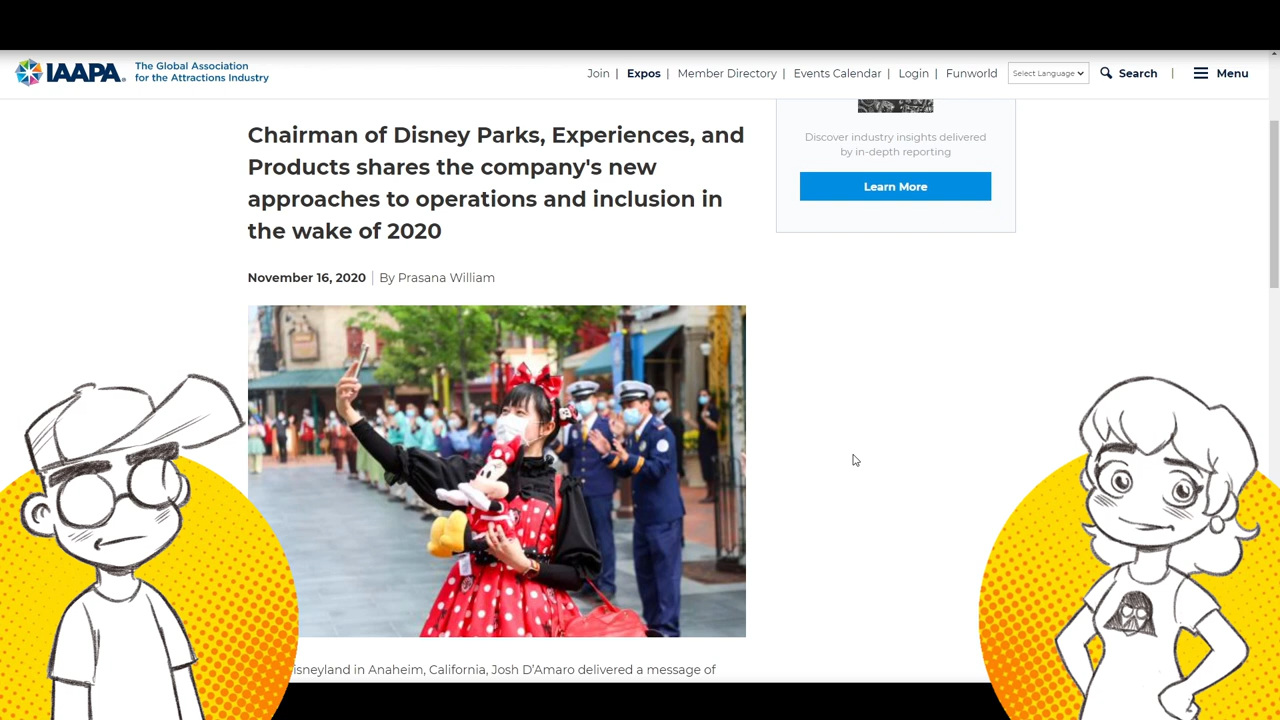 IAAPA
The Global Association
for the Attractions Industry
Join | Expos | Member Directory | Events Calendar | Login | Funworld
Select Language
Search | Menu
Chairman of Disney Parks, Experiences, and
Products shares the company's new
approaches to operations and inclusion in
the wake of 2020
November 16, 2020 | By Prasana William
Discover industry insights delivered
by in-depth reporting
Learn More
isneyland in Anaheim, California, Josh D'Amaro delivered a message of